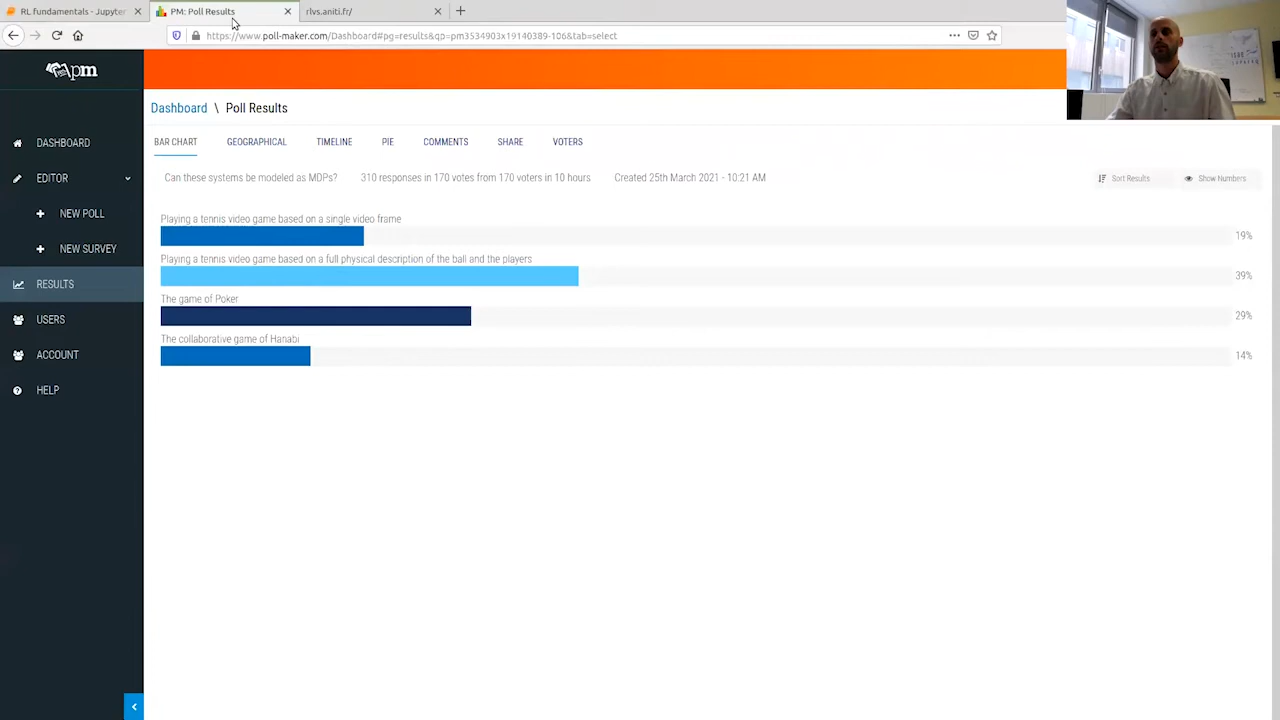 RL fundamentals - Jupyter
PM: Poll Results
rlvs.aniti.fr/
https://www.poll-maker.com/Dashboard#pg=results&qp=pm3534903x19140389-106&tab=select
pm
Dashboard \ Poll Results
DASHBOARD
EDITOR
NEW POLL
NEW SURVEY
RESULTS
USERS
ACCOUNT
HELP
BAR CHART GEOGRAPHICAL TIMELINE PIE COMMENTS SHARE VOTERS
Can these systems be modeled as MDPs? 310 responses in 170 votes from 170 voters in 10 hours Created 25th March 2021 - 10:21 AM
Sort Results Show Numbers
Playing a tennis video game based on a single video frame
19%
Playing a tennis video game based on a full physical description of the ball and the players
39%
The game of Poker
29%
The collaborative game of Hanabi
14%